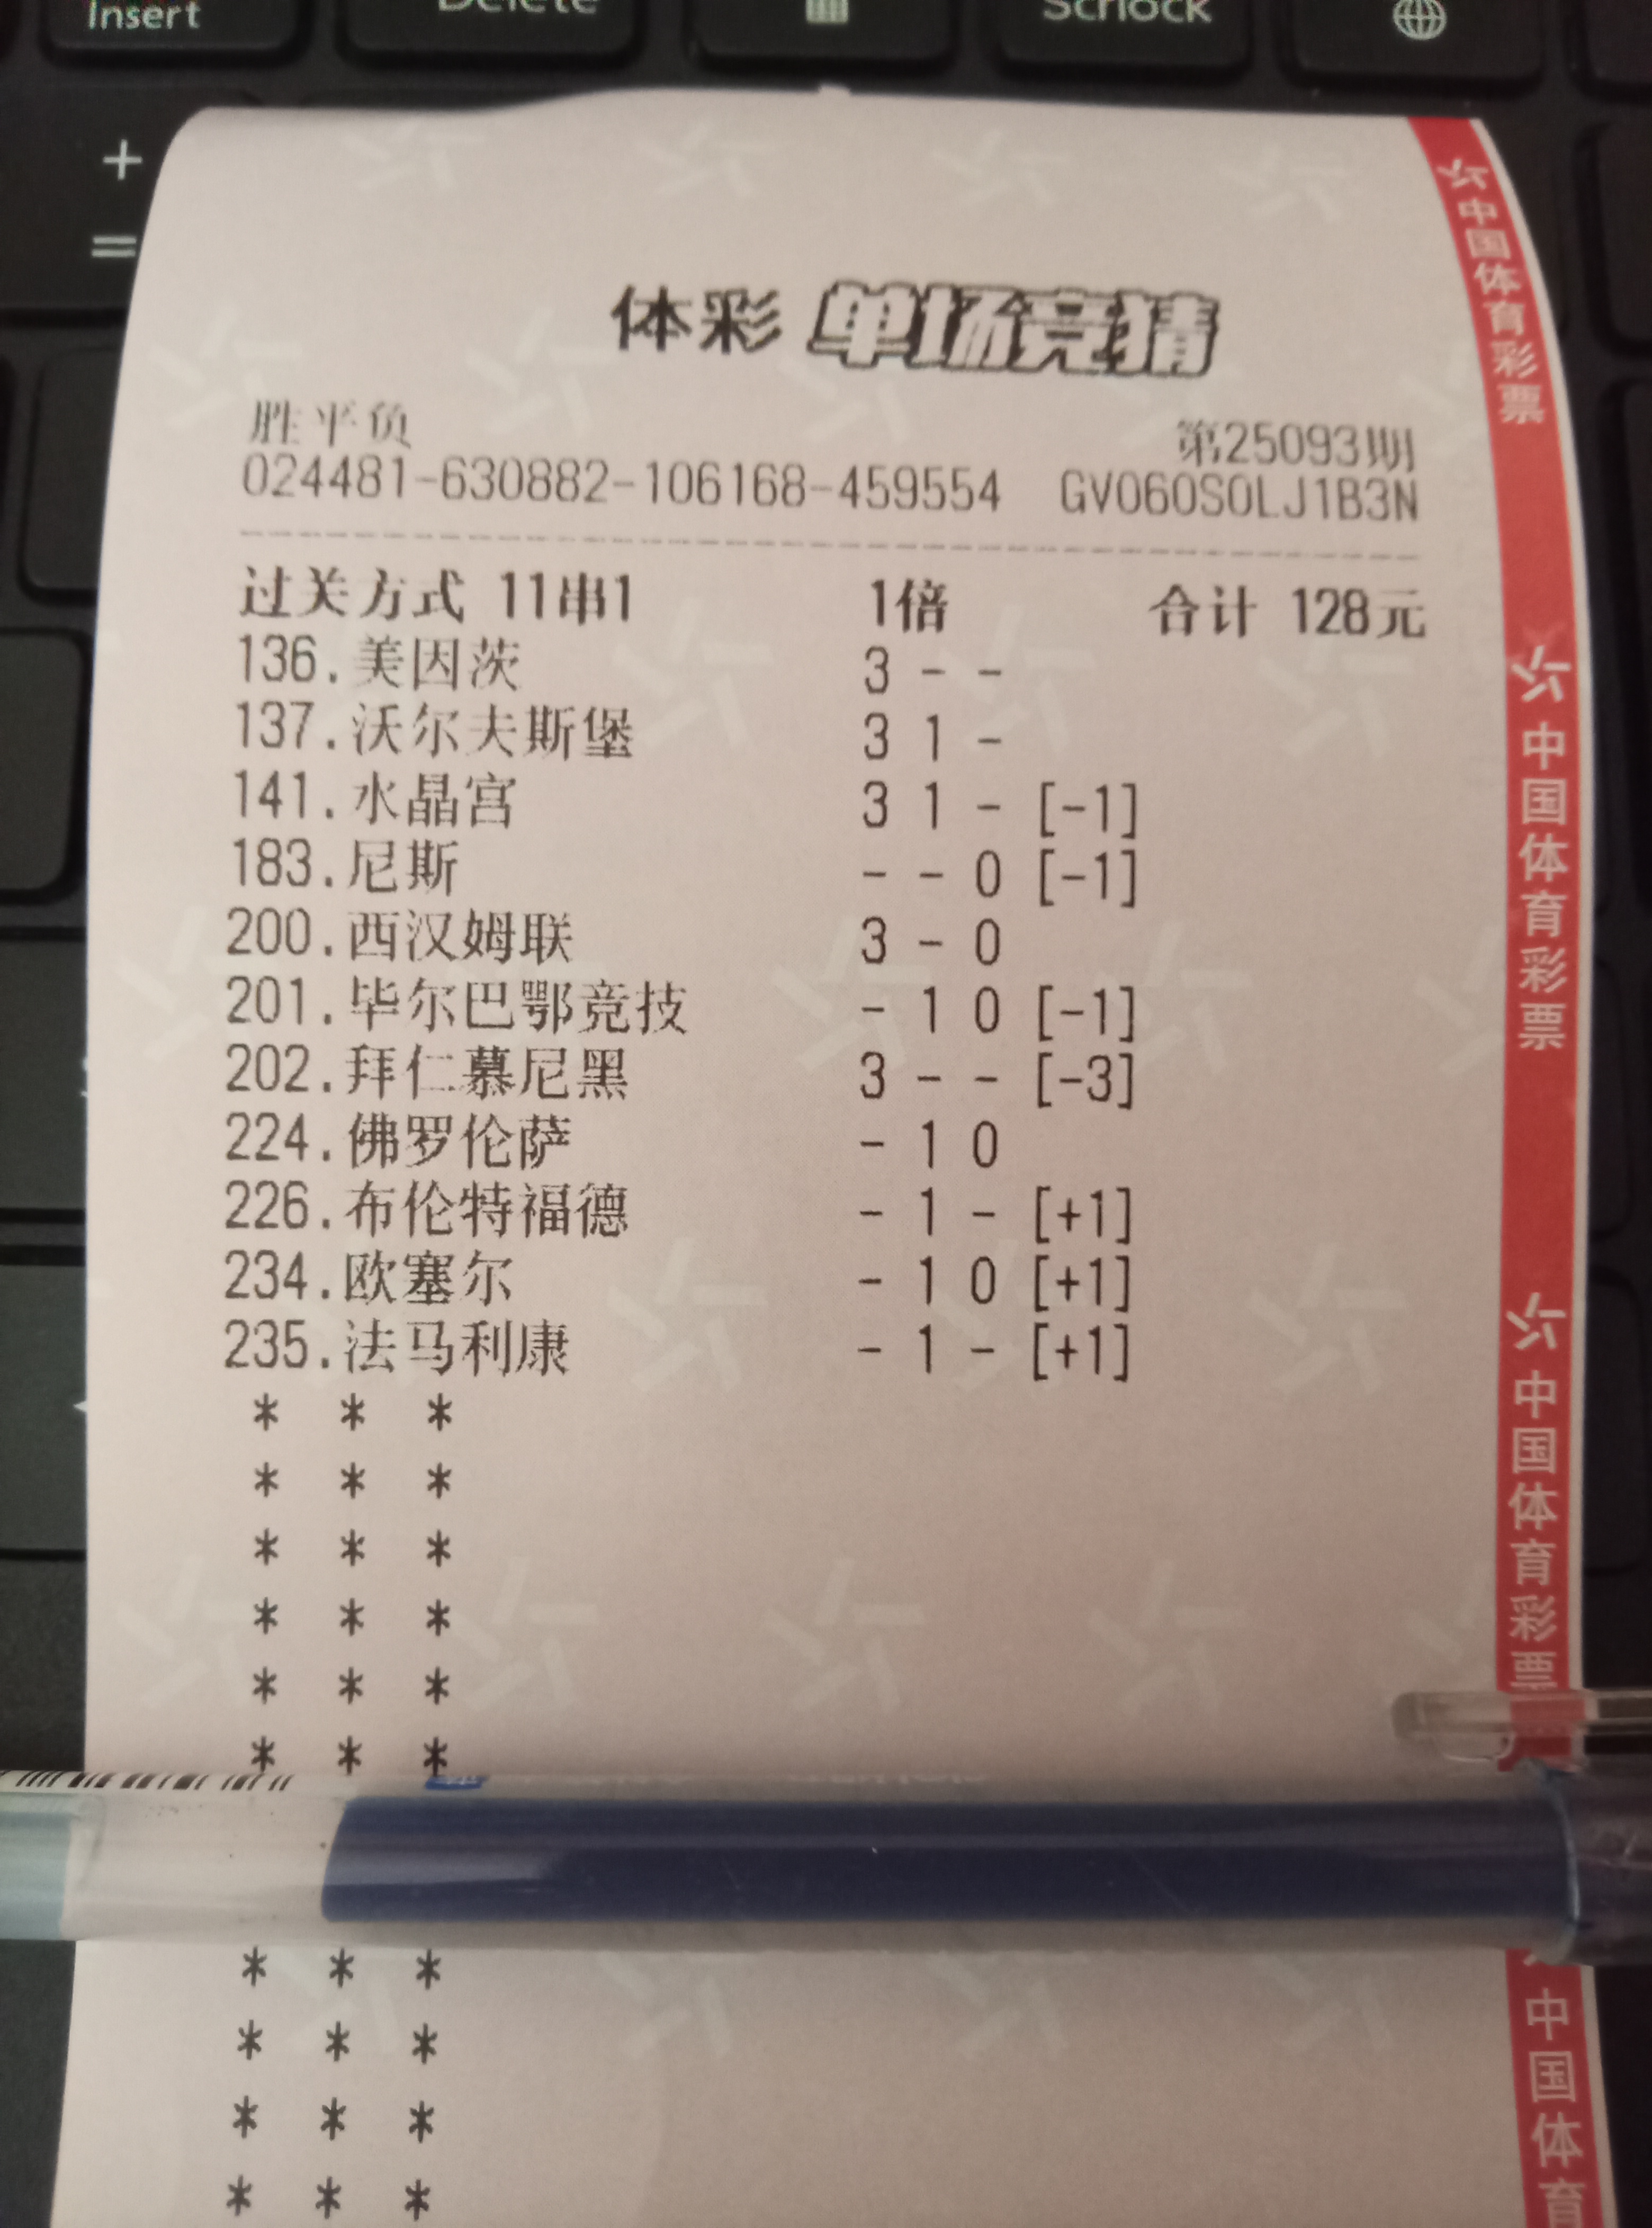 Insert
Delete
ScrLock
+
=
体彩 单场竞猜
胜平负 第25093期
024481-630882-106168-459554 GV060S0LJ1B3N
过关方式 11串1 1倍 合计 128元
136.美因茨 3 - -
137.沃尔夫斯堡 3 1 -
141.水晶宫 3 1 - [-1]
183.尼斯 - - 0 [-1]
200.西汉姆联 3 - 0
201.毕尔巴鄂竞技 - 1 0 [-1]
202.拜仁慕尼黑 3 - - [-3]
224.佛罗伦萨 - 1 0
226.布伦特福德 - 1 - [+1]
234.欧塞尔 - 1 0 [+1]
235.法马利康 - 1 - [+1]
* * *
* * *
* * *
* * *
* * *
* * *
* * *
* * *
* * *
* * *
中国体育彩票
中国体育彩票
中国体育彩票
中国体育